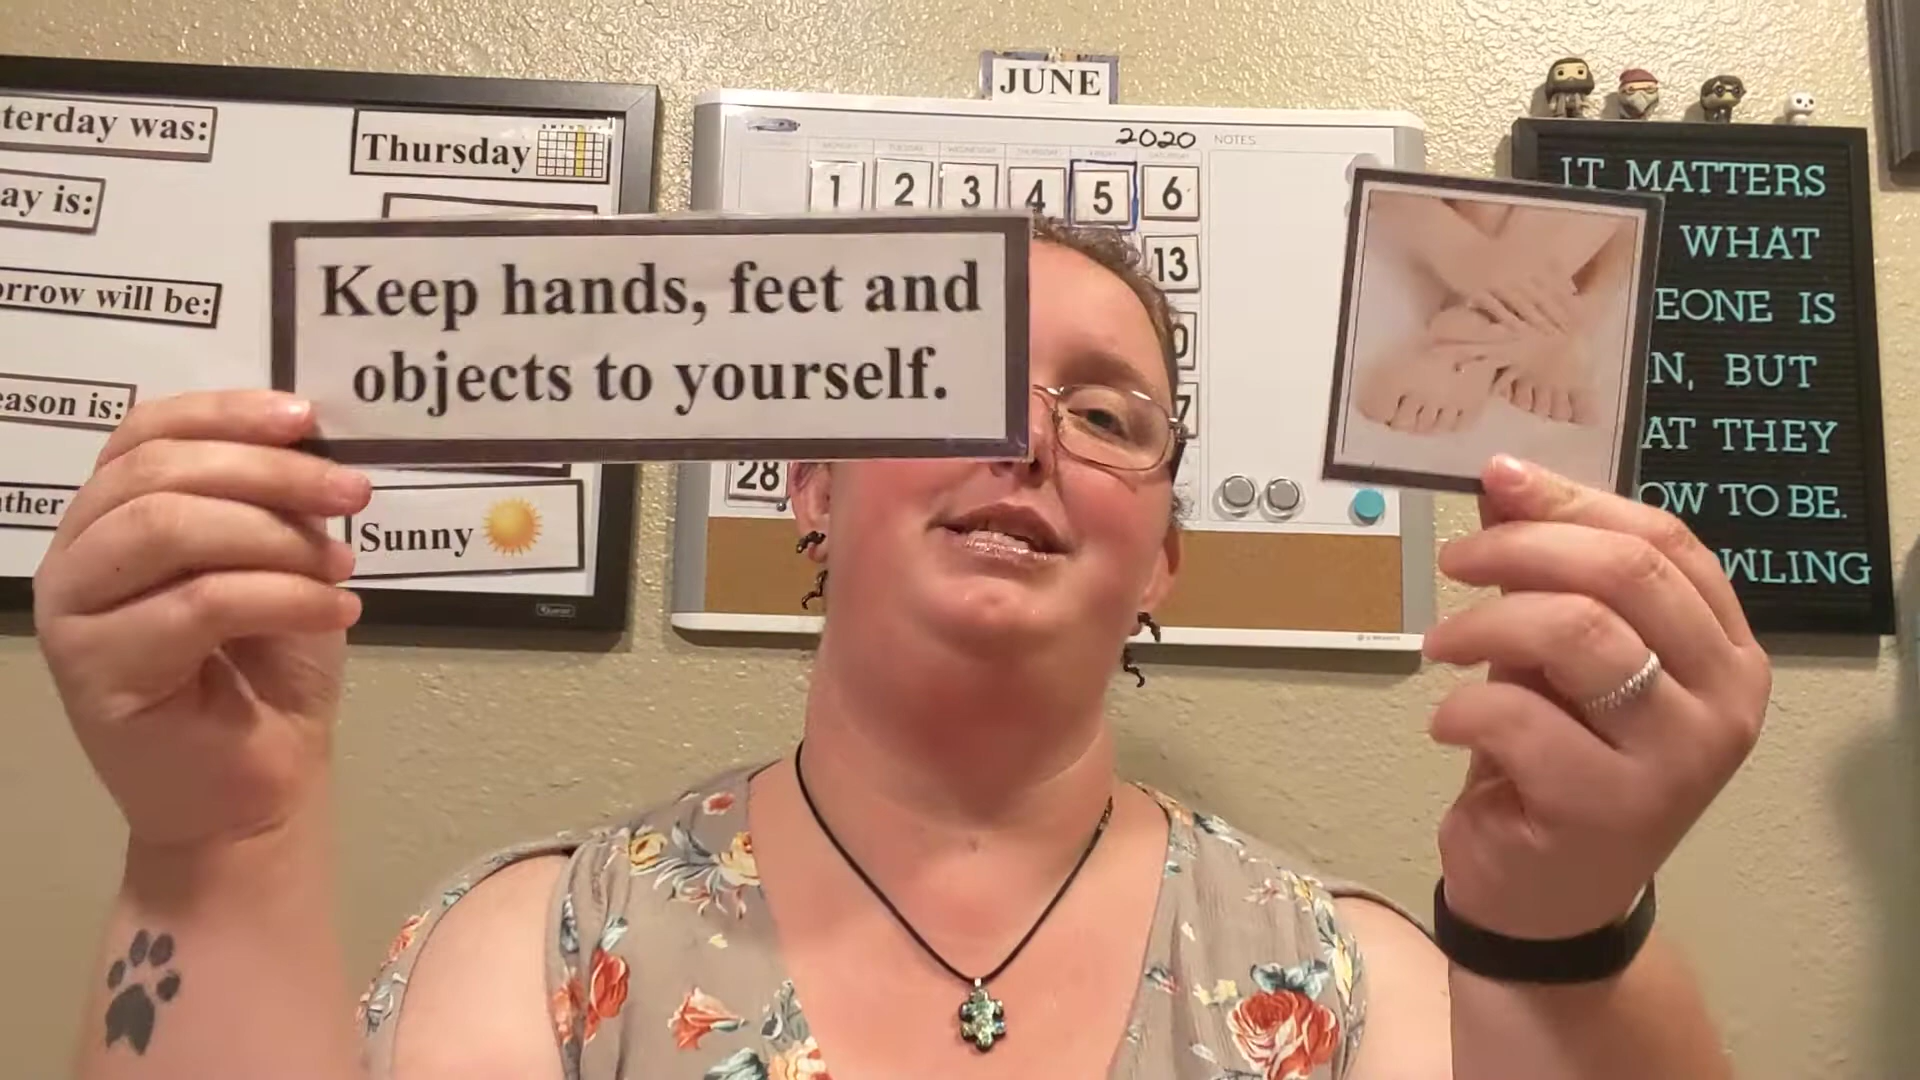 terday was:
Thursday
ay is:
orrow will be:
eason is:
ther
Sunny
Keep hands, feet and
objects to yourself.
JUNE
2020
NOTES
1 2 3 4 5 6
13
28
IT MATTERS
WHAT
EONE IS
N, BUT
AT THEY
OW TO BE.
WLING